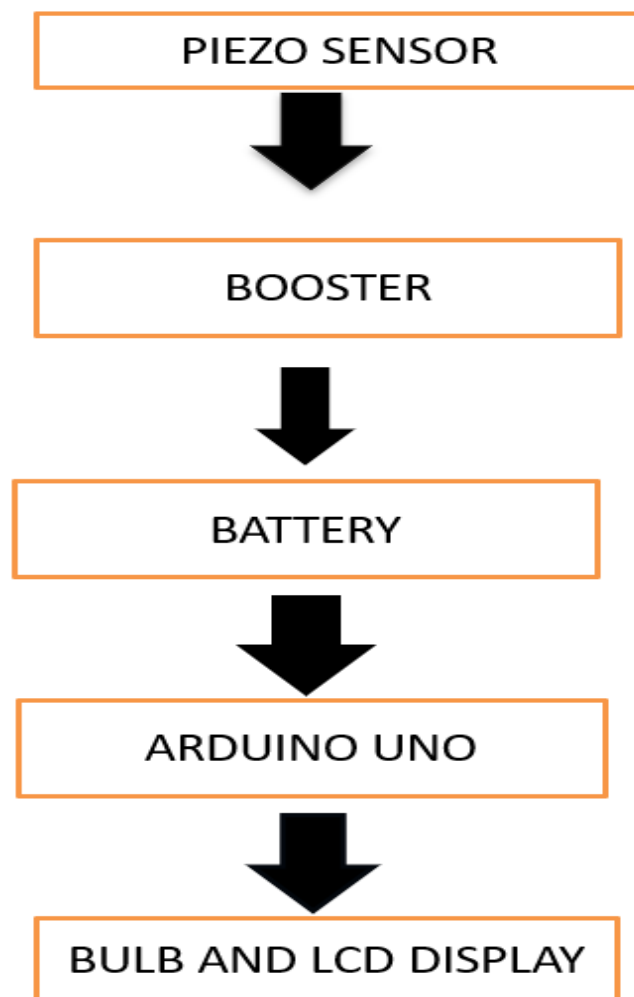 PIEZO SENSOR
BOOSTER
BATTERY
ARDUINO UNO
BULB AND LCD DISPLAY